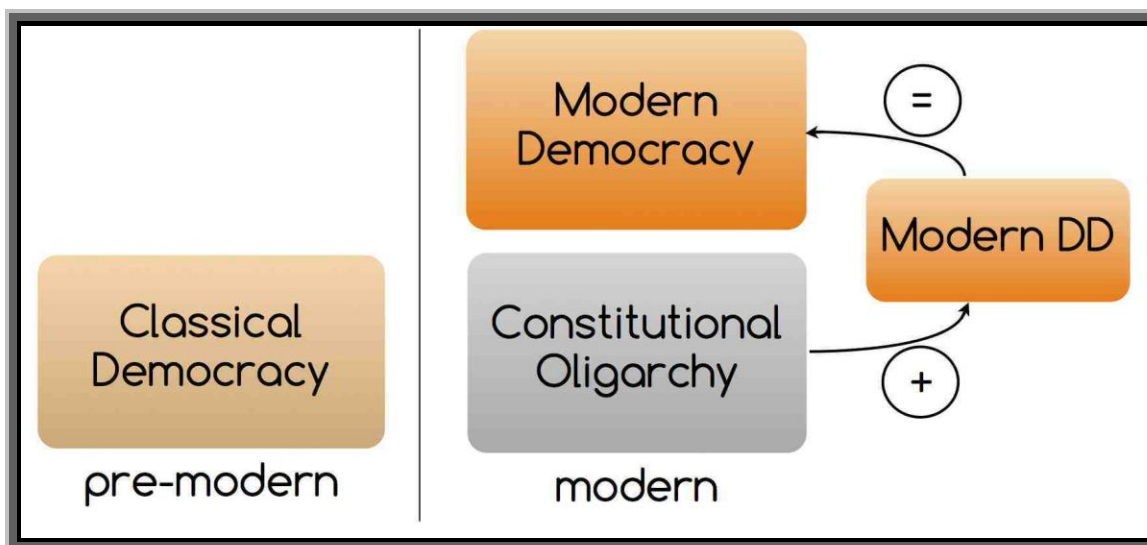 Classical
Democracy
pre-modern
Modern
Democracy
=
Modern DD
Constitutional
Oligarchy
+
modern